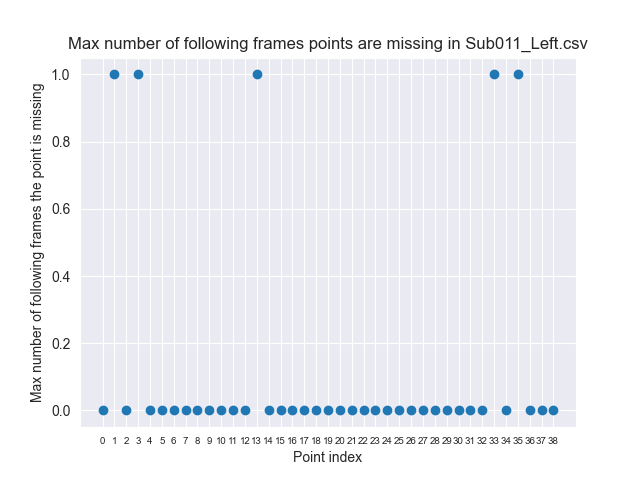 Max number of following frames points are missing in Sub011_Left.csv
Max number of following frames the point is missing
1.0
0.8
0.6
0.4
0.2
0.0
0 1 2 3 4 5 6 7 8 9 10 11 12 13 14 15 16 17 18 19 20 21 22 23 24 25 26 27 28 29 30 31 32 33 34 35 36 37 38
Point index